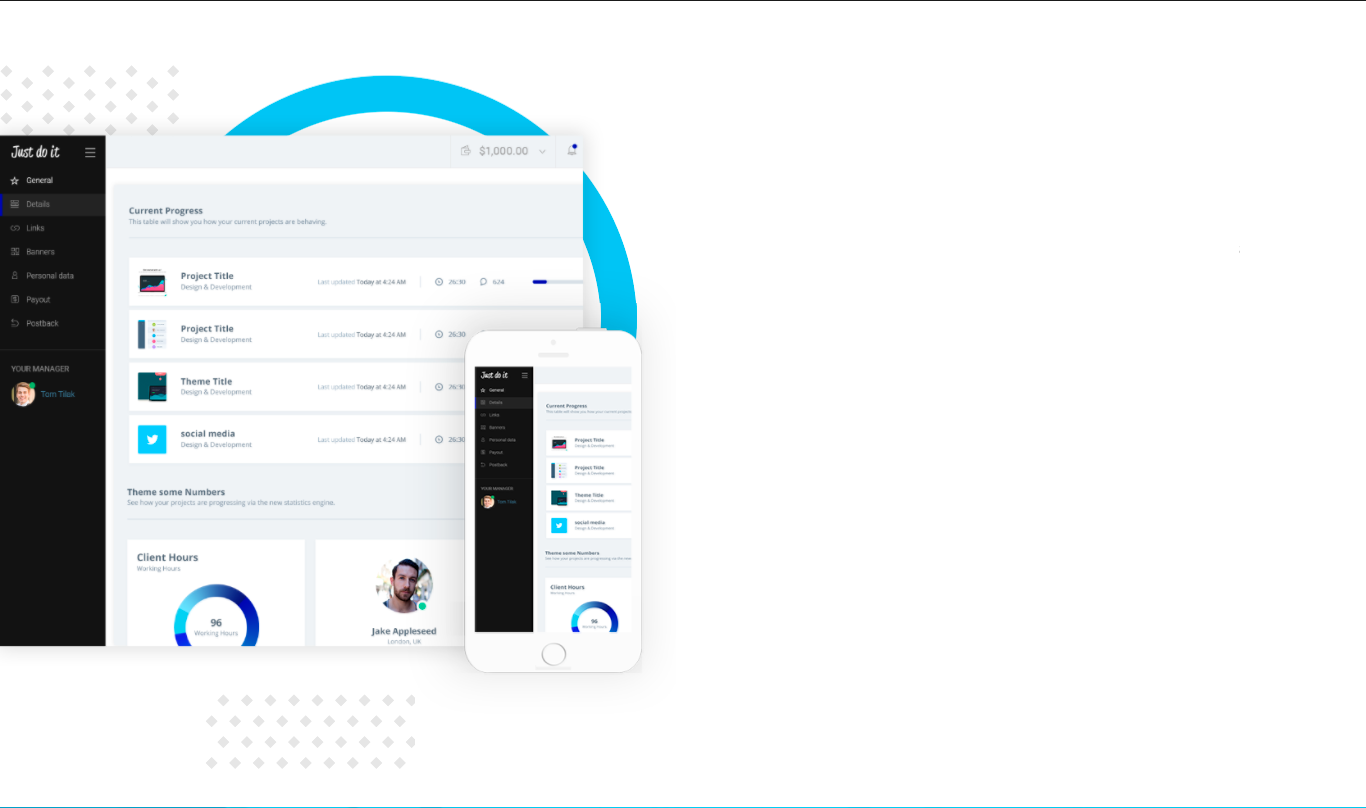 Just do it
$1,000.00
General
Details
Links
Banners
Personal data
Payout
Postback
YOUR MANAGER
Tom Tilak
Current Progress
This table will show you how your current projects are behaving.
Project Title
Design & Development
Last updated Today at 4:24 AM
26:30
624
Project Title
Design & Development
Last updated Today at 4:24 AM
26:30
Theme Title
Design & Development
Last updated Today at 4:24 AM
26:30
social media
Design & Development
Last updated Today at 4:24 AM
26:30
Theme some Numbers
See how your projects are progressing via the new statistics engine.
Client Hours
Working Hours
96
Working Hours
Jake Appleseed
London, UK
Just do it
General
Details
Links
Banners
Personal data
Payout
Postback
YOUR MANAGER
Tom Tilak
Current Progress
This table will show you how your current projects
Project Title
Design & Development
Project Title
Design & Development
Theme Title
Design & Development
social media
Design & Development
Theme some Numbers
See how your projects are progressing via the new
Client Hours
Working Hours
96
Working Hours